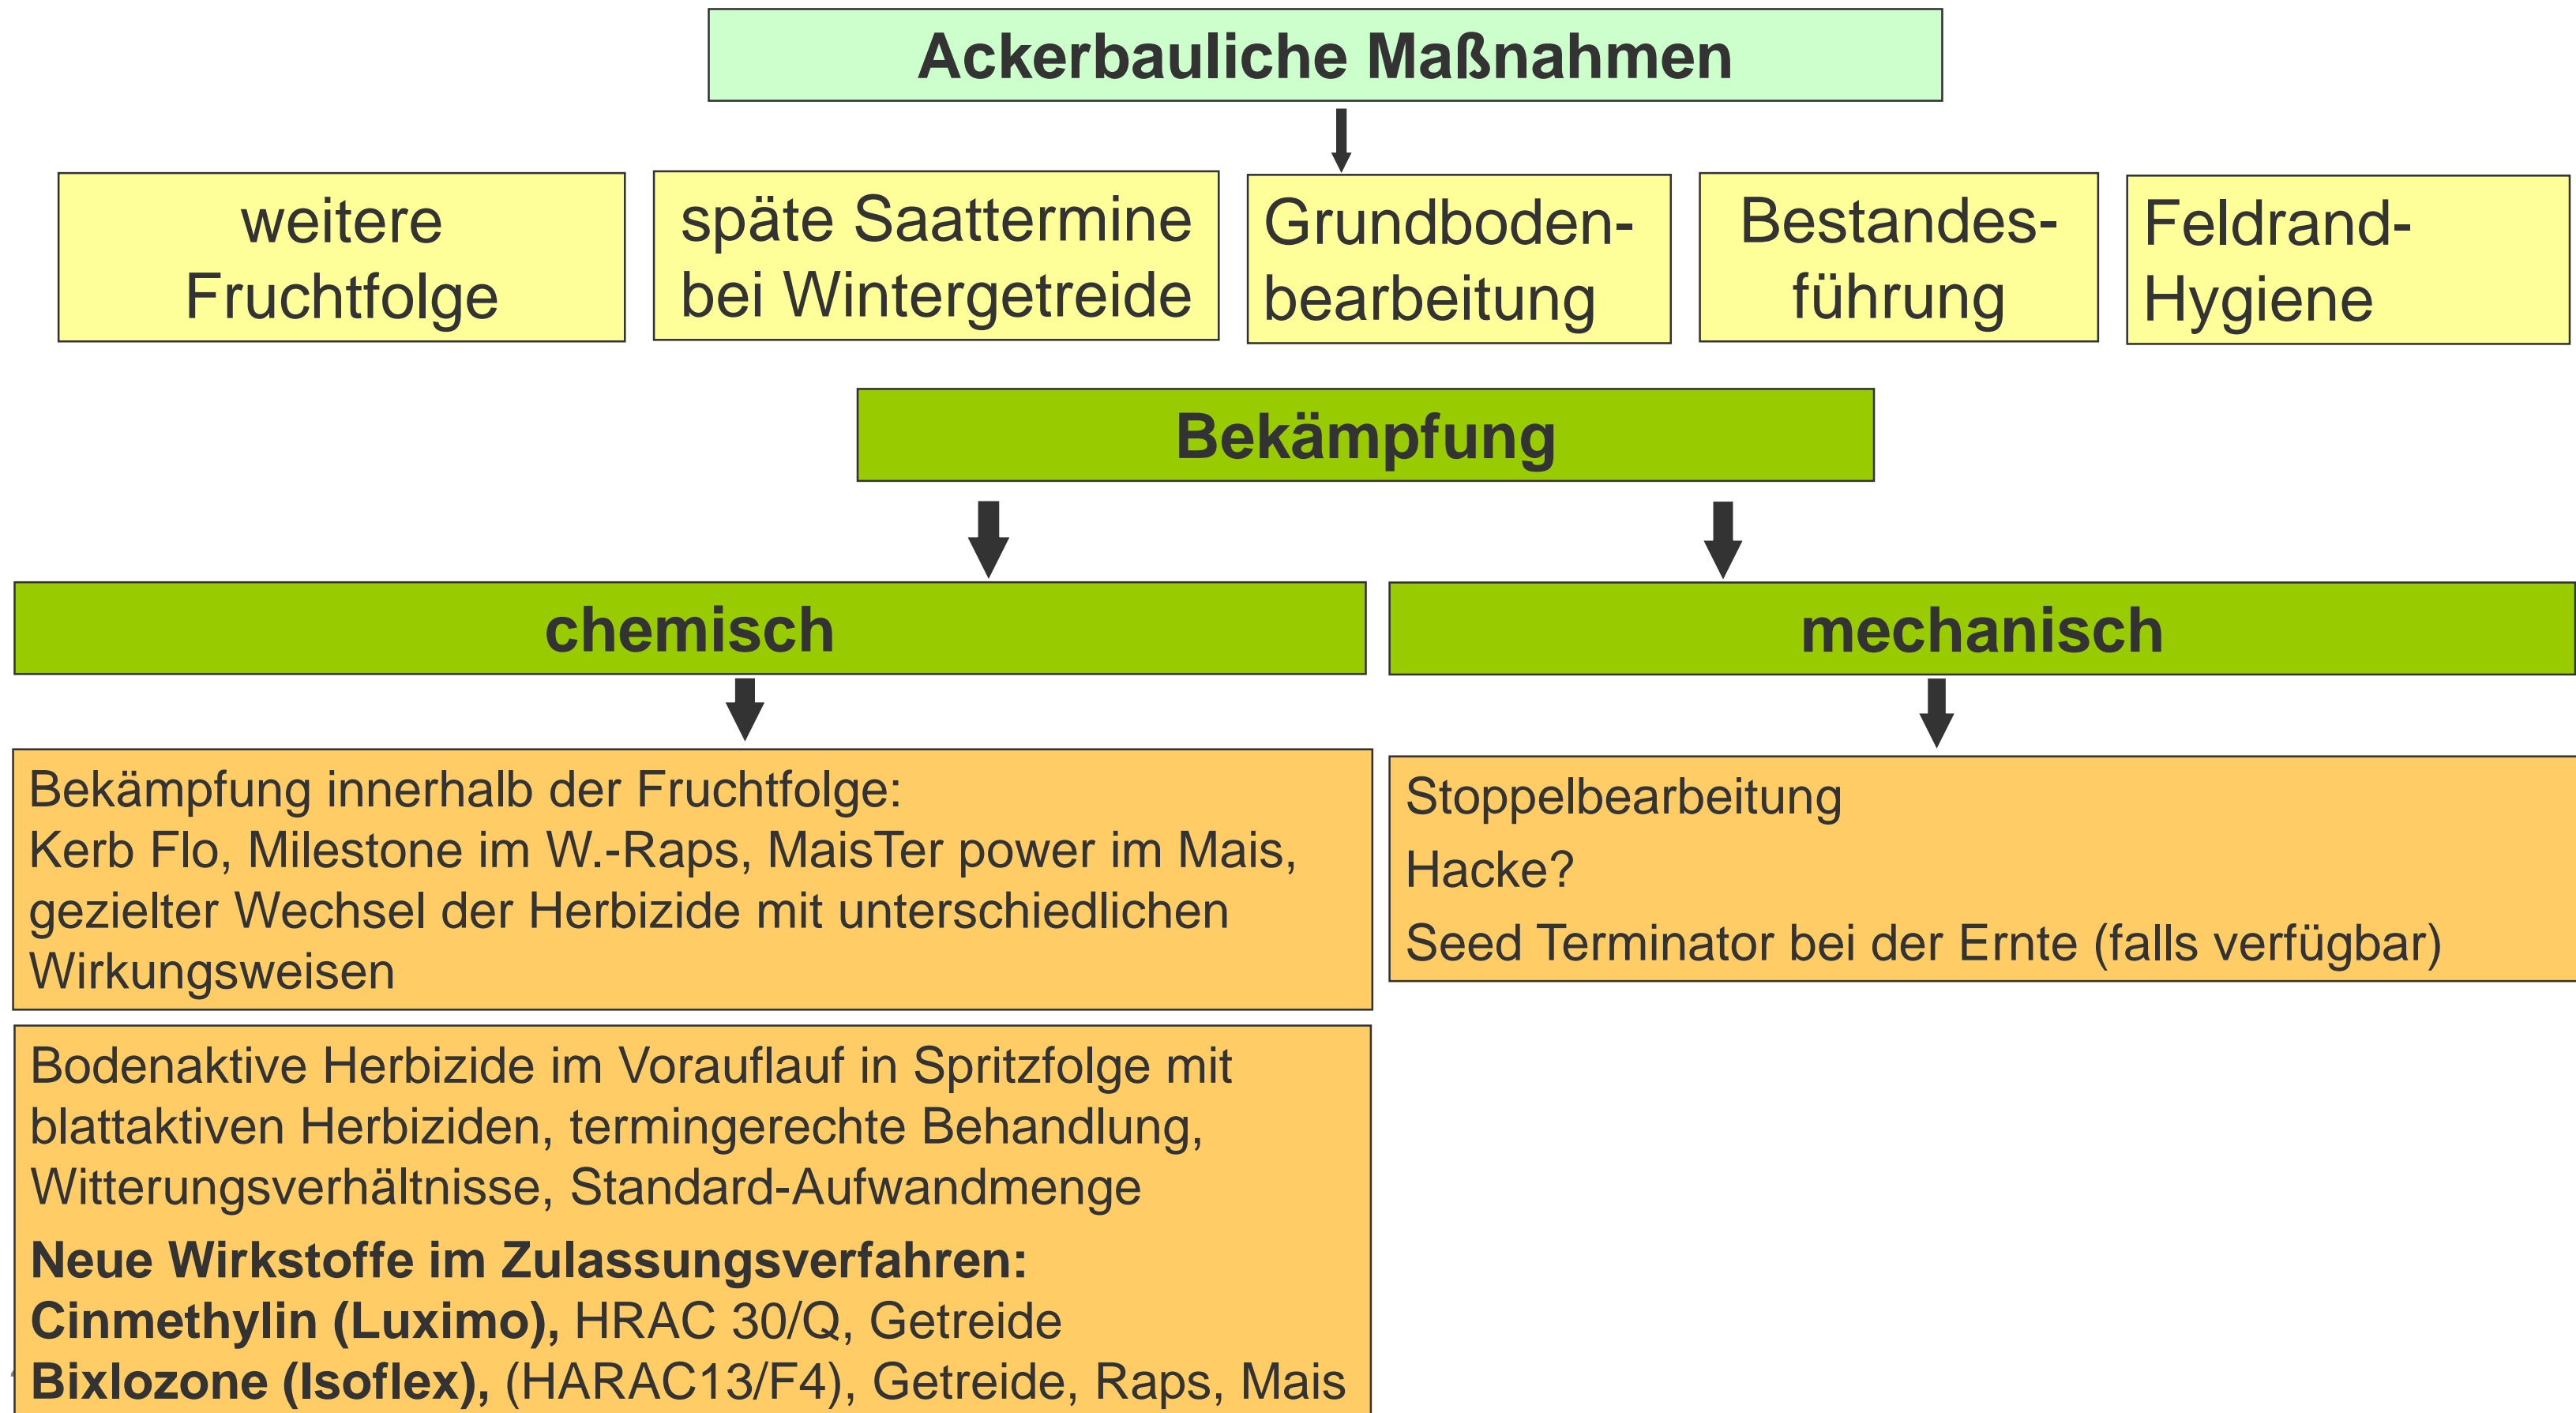 Ackerbauliche Maßnahmen
weitere
Fruchtfolge
späte Saattermine
bei Wintergetreide
Grundboden-
bearbeitung
Bestandes-
führung
Feldrand-
Hygiene
Bekämpfung
chemisch
mechanisch
Bekämpfung innerhalb der Fruchtfolge:
Kerb Flo, Milestone im W.-Raps, MaisTer power im Mais,
gezielter Wechsel der Herbizide mit unterschiedlichen
Wirkungsweisen
Stoppelbearbeitung
Hacke?
Seed Terminator bei der Ernte (falls verfügbar)
Bodenaktive Herbizide im Vorauflauf in Spritzfolge mit
blattaktiven Herbiziden, termingerechte Behandlung,
Witterungsverhältnisse, Standard-Aufwandmenge
Neue Wirkstoffe im Zulassungsverfahren:
Cinmethylin (Luximo), HRAC 30/Q, Getreide
Bixlozone (Isoflex), (HARAC13/F4), Getreide, Raps, Mais